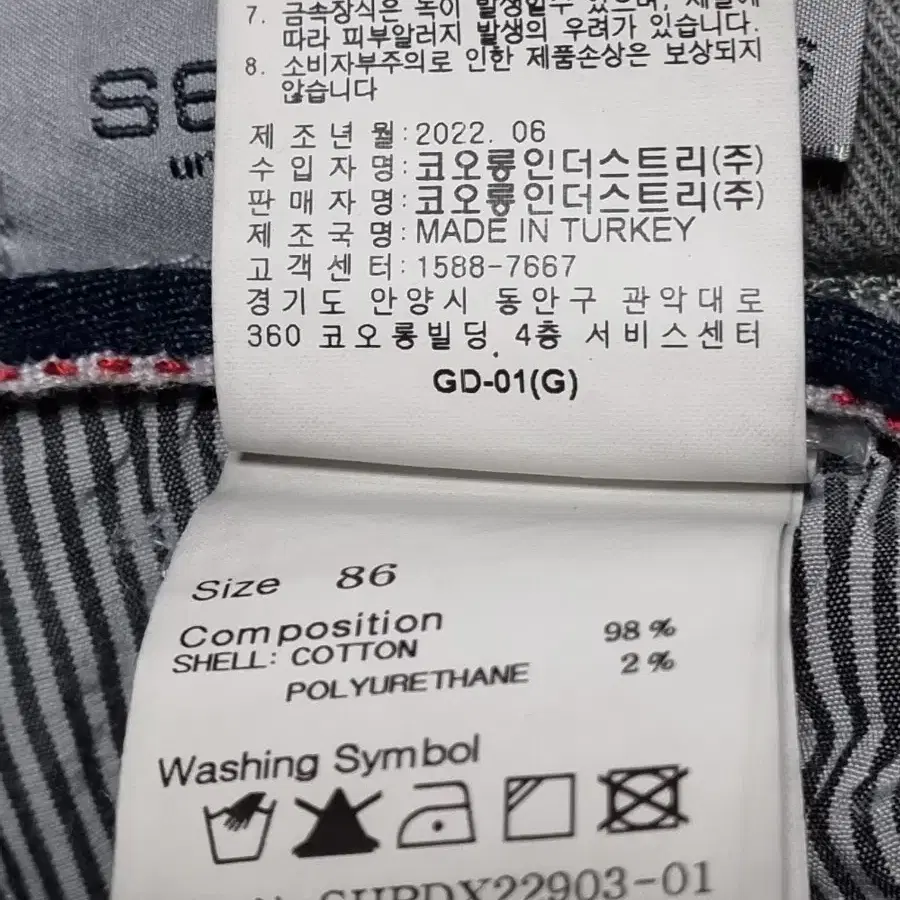 7. 금속장식은 녹이 발생할수 있으며, 체질에
따라 피부알러지 발생의 우려가 있습니다.
8. 소비자부주의로 인한 제품손상은 보상되지
않습니다
제 조 년 월: 2022. 06
수 입 자 명: 코오롱인더스트리(주)
판 매 자 명: 코오롱인더스트리(주)
제 조 국 명: MADE IN TURKEY
고 객 센 터: 1588-7667
경기도 안양시 동안구 관악대로
360 코오롱빌딩, 4층 서비스센터
GD-01(G)
Size 86
Composition
SHELL: COTTON 98 %
POLYURETHANE 2 %
Washing Symbol